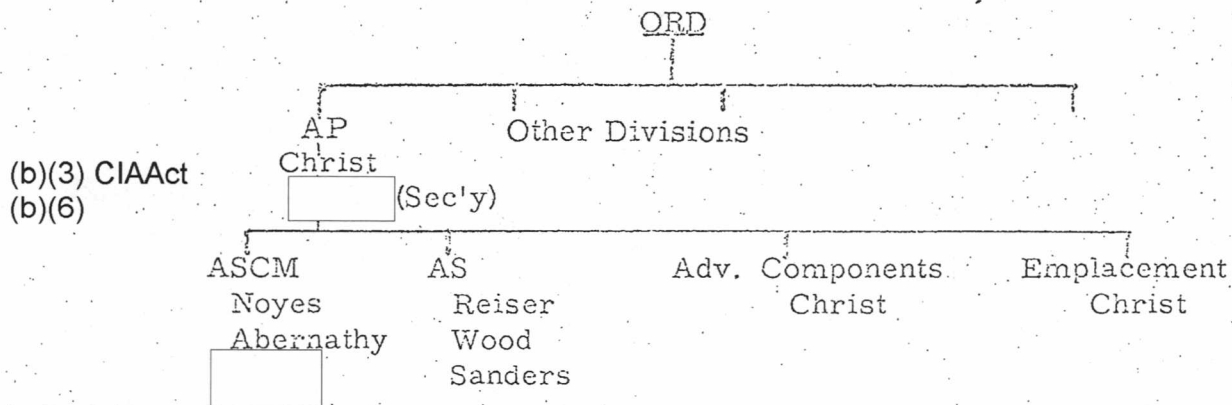 ORD
AP Other Divisions
Christ
(b)(3) CIAAct
(b)(6)
(Sec'y)
ASCM AS Adv. Components Emplacement
Noyes Reiser Christ Christ
Abernathy Wood
Sanders